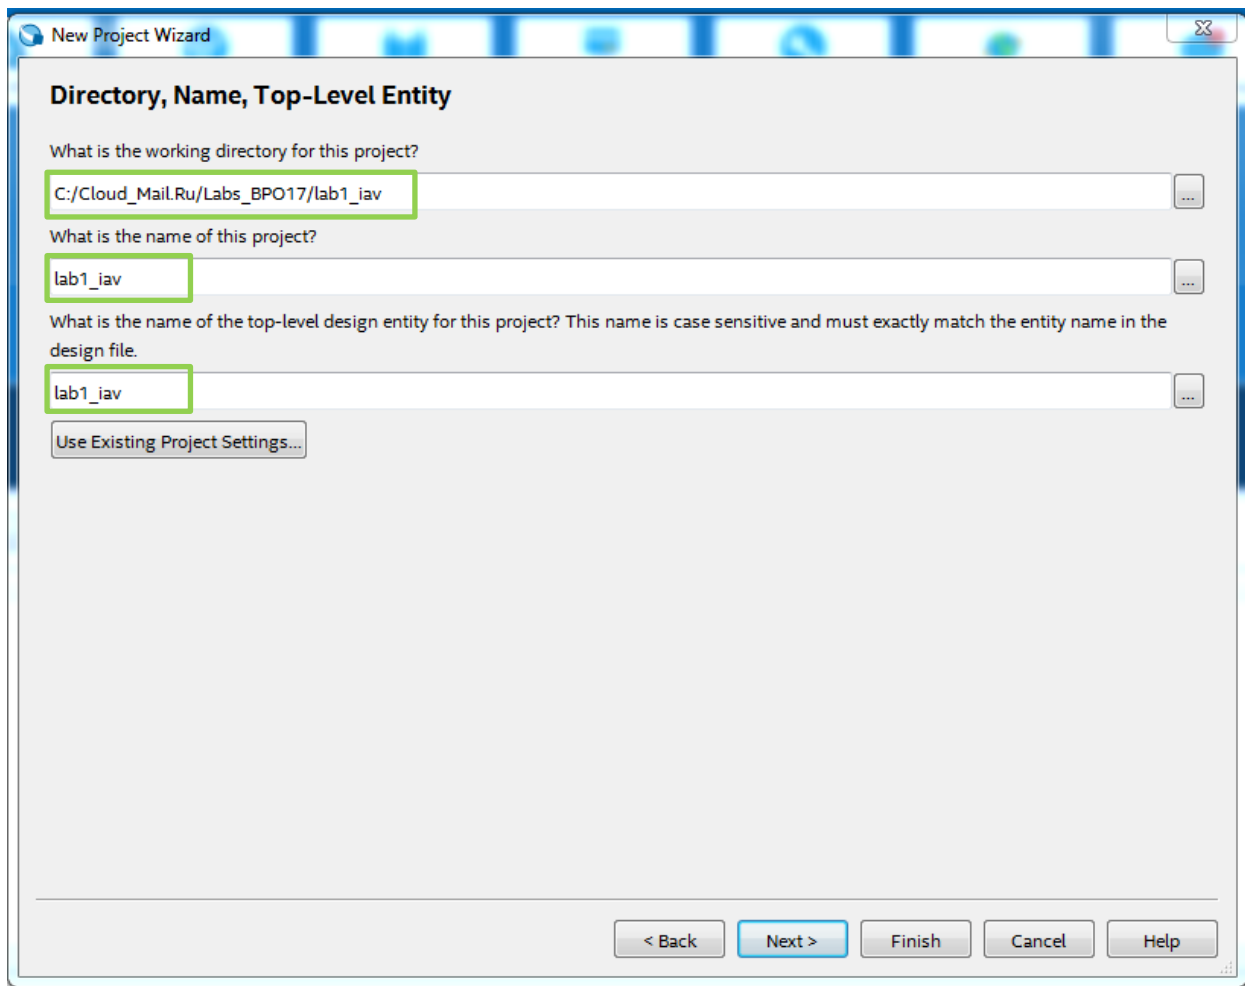 New Project Wizard
Directory, Name, Top-Level Entity
What is the working directory for this project?
C:/Cloud_Mail.Ru/Labs_BPO17/lab1_iav
...
What is the name of this project?
lab1_iav
...
What is the name of the top-level design entity for this project? This name is case sensitive and must exactly match the entity name in the
design file.
lab1_iav
...
Use Existing Project Settings...
< Back
Next >
Finish
Cancel
Help